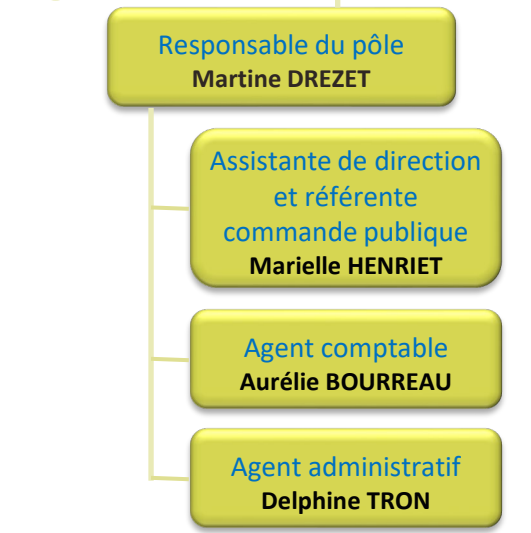 Responsable du pôle
Martine DREZET
Assistante de direction
et référente
commande publique
Marielle HENRIET
Agent comptable
Aurélie BOURREAU
Agent administratif
Delphine TRON